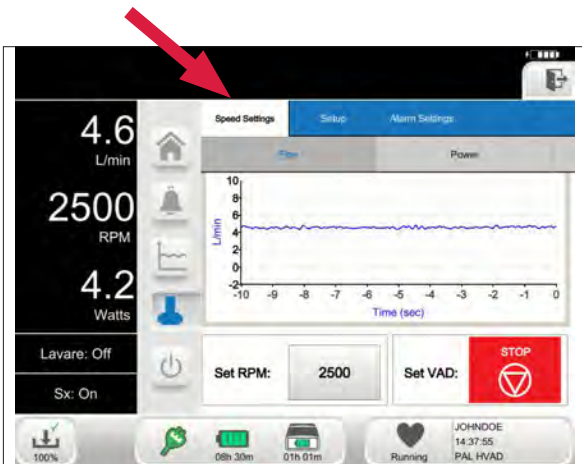 4.6
L/min
2500
RPM
4.2
Watts
Lavare: Off
Sx: On
100%
Speed Settings
Setup
Alarm Settings
Flow
Power
L/min
10
8
6
4
2
0
-2
-10 -9 -8 -7 -6 -5 -4 -3 -2 -1 0
Time (sec)
Set RPM:
2500
Set VAD:
STOP
08h 30m
01h 01m
Running
JOHNDOE
14:37:55
PAL HVAD